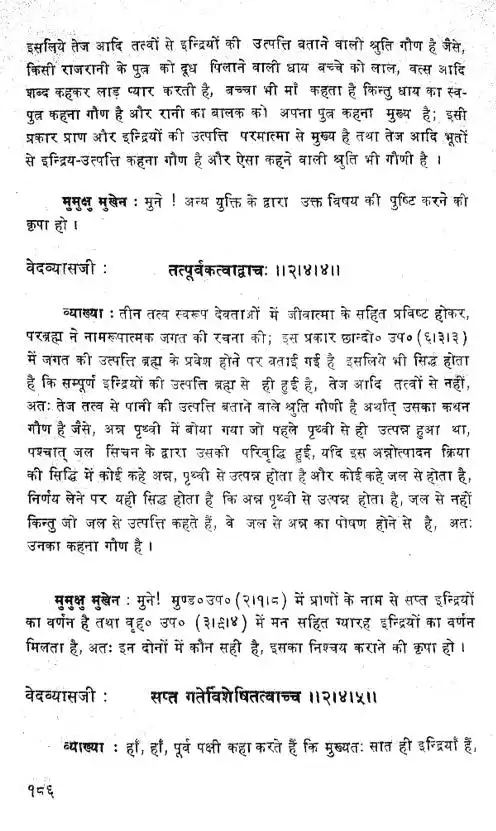 इसलिये तेज आदि तत्वों से इन्द्रियों की उत्पत्ति बताने वाली श्रुति गौण है जैसे,
किसी राजरानी के पुत्र को दूध पिलाने वाली धाय बच्चे को लाल, वत्स आदि
शब्द कहकर लाड़ प्यार करती है, बच्चा भी माँ कहता है किन्तु धाय का स्व-
पुत्र कहना गौण है और रानी का बालक को अपना पुत्र कहना मुख्य है; इसी
प्रकार प्राण और इन्द्रियों की उत्पत्ति परमात्मा से मुख्य है तथा तेज आदि भूतों
से इन्द्रिय-उत्पत्ति कहना गौण है और ऐसा कहने वाली श्रुति भी गौणी है ।
मुमुक्षु मुखेन : मुने ! अन्य युक्ति के द्वारा उक्त विषय की पुष्टि करने की
कृपा हो ।
वेदव्यासजी : तत्पूर्वकत्वाद्वाचः ।।२।४।४।।
व्याख्या : तीन तत्व स्वरूप देवताओं में जीवात्मा के सहित प्रविष्ट होकर,
परब्रह्म ने नामरूपात्मक जगत की रचना की; इस प्रकार छान्दो० उप० (६।३।३)
में जगत की उत्पत्ति ब्रह्म के प्रवेश होने पर बताई गई है इसलिये भी सिद्ध होता
है कि सम्पूर्ण इन्द्रियों की उत्पत्ति ब्रह्म से ही हुई है, तेज आदि तत्वों से नहीं,
अतः तेज तत्व से पानी की उत्पत्ति बताने वाले श्रुति गौणी है अर्थात् उसका कथन
गौण है जैसे, अन्न पृथ्वी में बोया गया जो पहले पृथ्वी से ही उत्पन्न हुआ था,
पश्चात् जल सिंचन के द्वारा उसकी परिवृद्धि हुई, यदि इस अन्नोत्पादन क्रिया
की सिद्धि में कोई कहे अन्न, पृथ्वी से उत्पन्न होता है और कोई कहे जल से होता है,
निर्णय लेने पर यही सिद्ध होता है कि अन्न पृथ्वी से उत्पन्न होता है, जल से नहीं
किन्तु जो जल से उत्पत्ति कहते हैं, वे जल से अन्न का पोषण होने से है, अतः
उनका कहना गौण है ।
मुमुक्षु मुखेन : मुने! मुण्ड०उप० (२।१।८) में प्राणों के नाम से सप्त इन्द्रियों
का वर्णन है तथा वृह० उप० (३।९।४) में मन सहित ग्यारह इन्द्रियों का वर्णन
मिलता है, अतः इन दोनों में कौन सही है, इसका निश्चय कराने की कृपा हो ।
वेदव्यासजी : सप्त गतेर्विशेषितत्वाच्च ।।२।४।५।।
व्याख्या : हाँ, हाँ, पूर्व पक्षी कहा करते हैं कि मुख्यतः सात ही इन्द्रियाँ हैं,
१८६